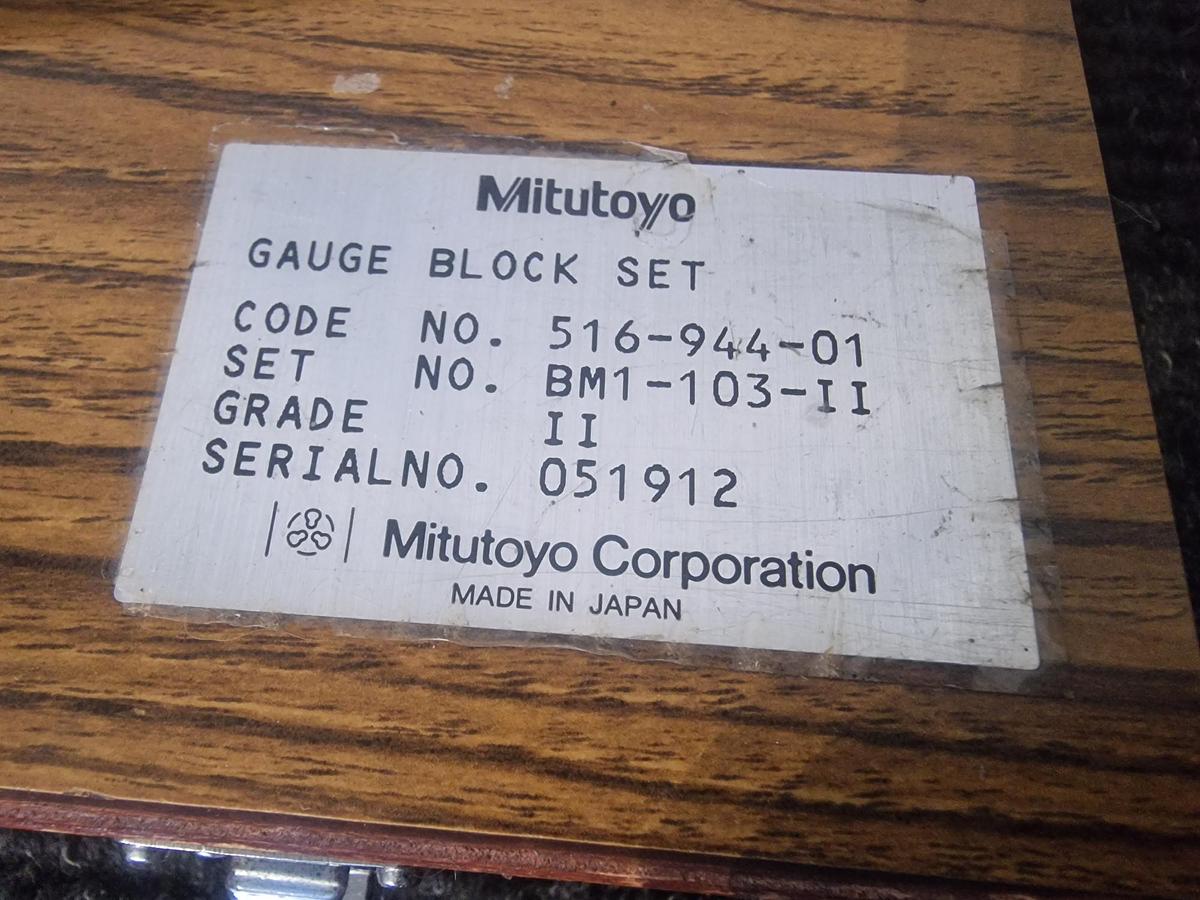 Mitutoyo
GAUGE BLOCK SET
CODE NO. 516-944-01
SET NO. BM1-103-II
GRADE II
SERIALNO. 051912
Mitutoyo Corporation
MADE IN JAPAN